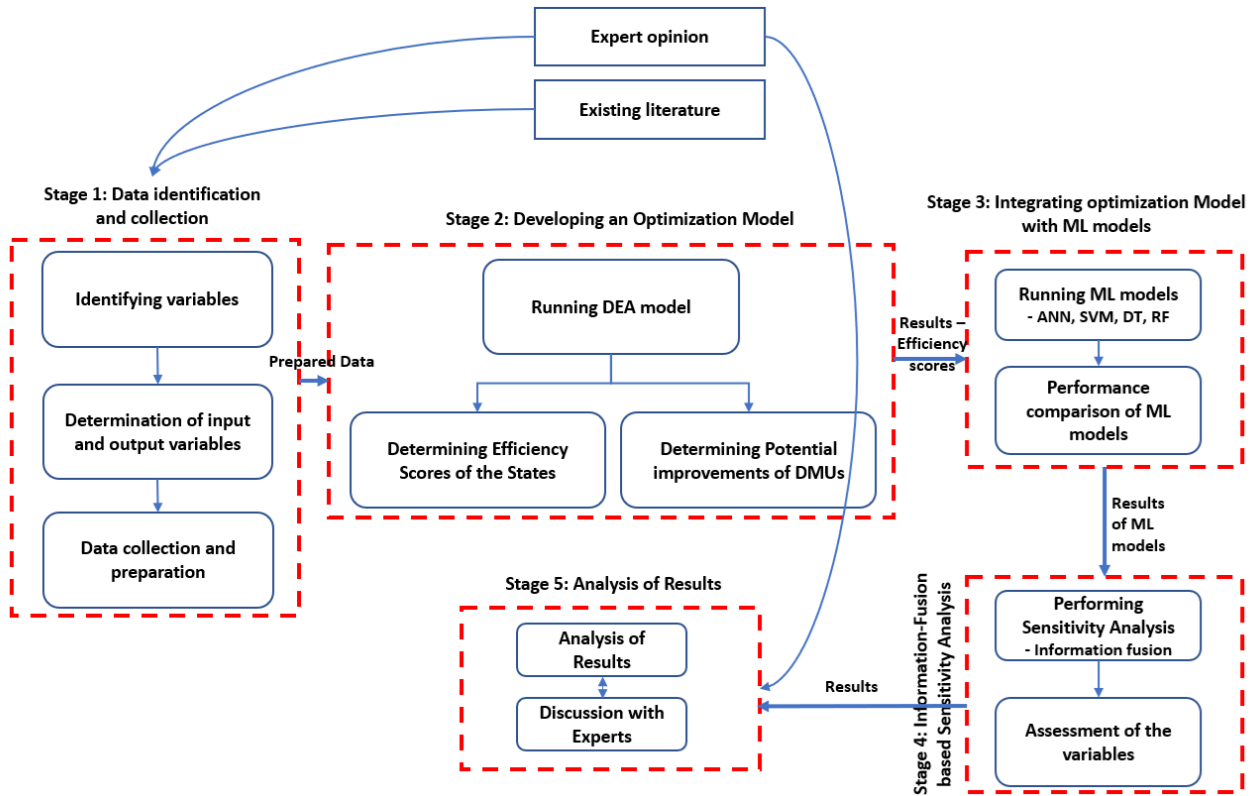 Expert opinion
Existing literature
Stage 1: Data identification
and collection
Identifying variables
Determination of input
and output variables
Data collection and
preparation
Prepared Data
Stage 2: Developing an Optimization Model
Running DEA model
Determining Efficiency
Scores of the States
Determining Potential
improvements of DMUs
Results –
Efficiency
scores
Stage 3: Integrating optimization Model
with ML models
Running ML models
- ANN, SVM, DT, RF
Performance
comparison of ML
models
Results
of ML
models
Stage 4: Information-Fusion
based Sensitivity Analysis
Performing
Sensitivity Analysis
- Information fusion
Assessment of the
variables
Results
Stage 5: Analysis of Results
Analysis of
Results
Discussion with
Experts